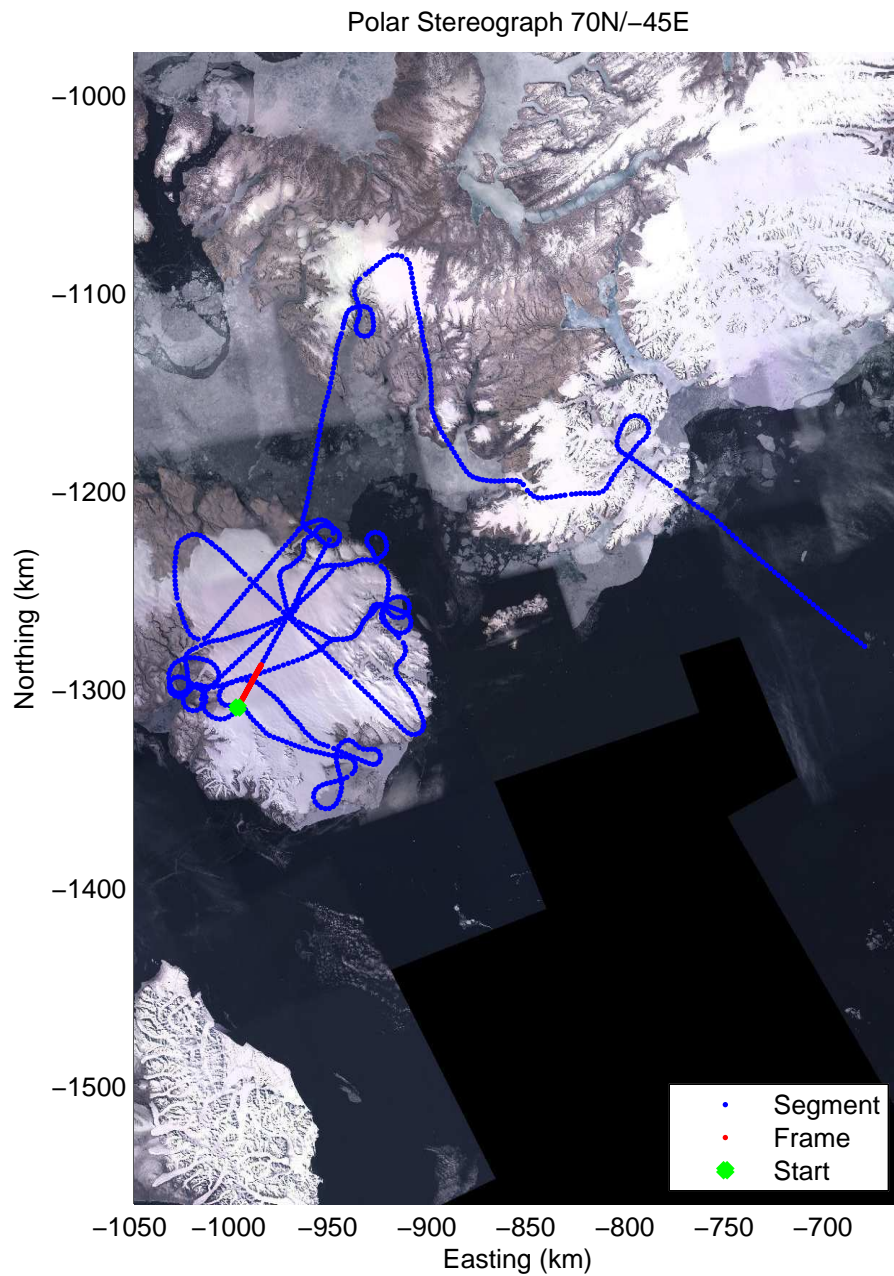 Polar Stereograph 70N/−45E
−1000
−1100
−1200
−1300
−1400
−1500
Northing (km)
Segment
Frame
Start
−1050 −1000 −950 −900 −850 −800 −750 −700
Easting (km)